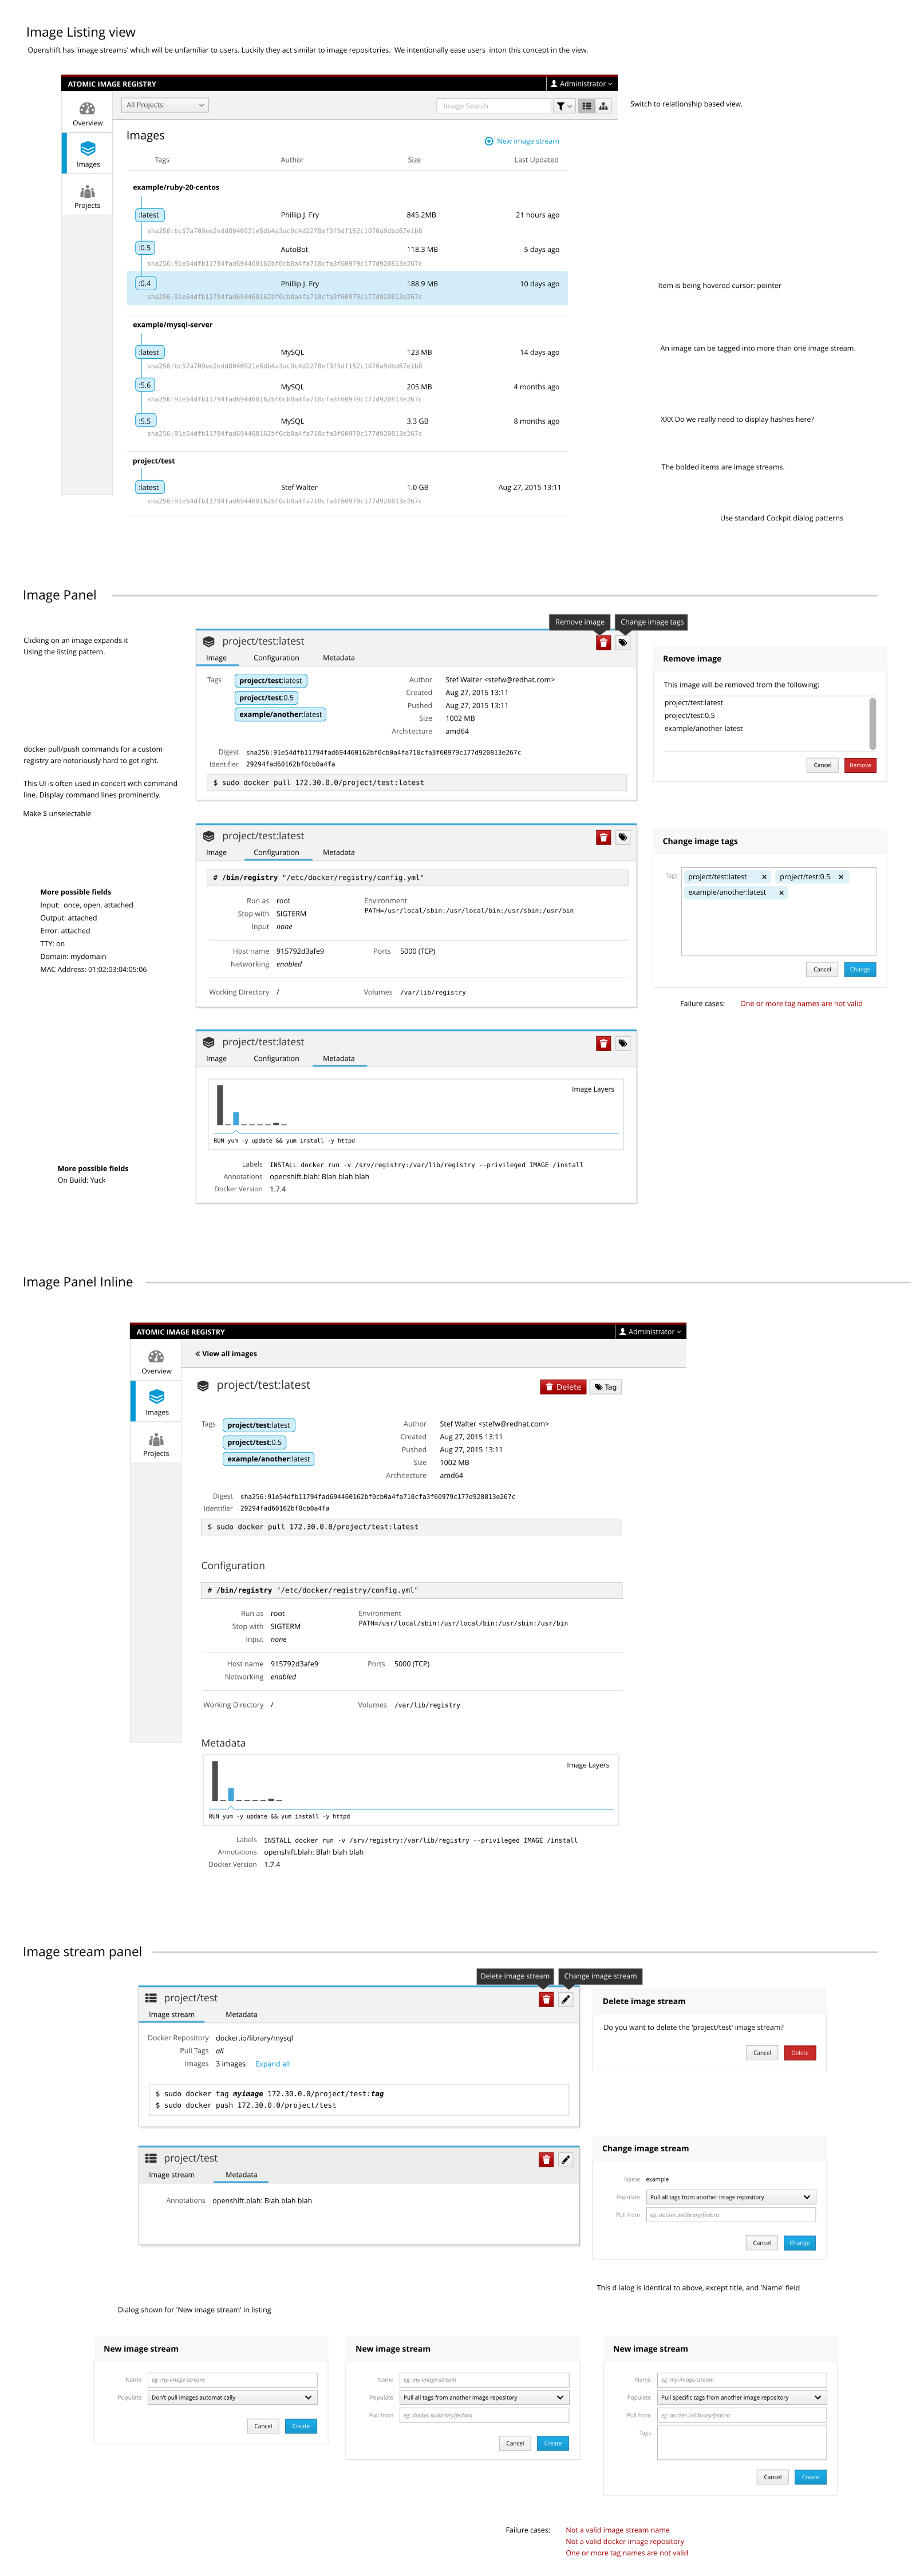 Image Listing view
Openshift has 'image streams' which will be unfamiliar to users. Luckily they act similar to image repositories.  We intentionally ease users  inton this concept in the view.
ATOMIC IMAGE REGISTRY
Administrator
All Projects
Image Search
Switch to relationship based view.
Overview
Images
Projects
Images
New image stream
Tags Author Size Last Updated
example/ruby-20-centos
:latest Phillip J. Fry 845.2MB 21 hours ago
sha256:bc57a709ee2edd8046921e5db4a3ac9c4d2278ef3f5df152c1070a9dbd67e1b8
:0.5 AutoBot 118.3 MB 5 days ago
sha256:91e54dfb11794fad694460162bf0cb0a4fa710cfa3f60979c177d920813e267c
:0.4 Phillip J. Fry 188.9 MB 10 days ago
sha256:91e54dfb11794fad694460162bf0cb0a4fa710cfa3f60979c177d920813e267c
Item is being hovered cursor: pointer
example/mysql-server
:latest MySQL 123 MB 14 days ago
sha256:bc57a709ee2edd8046921e5db4a3ac9c4d2278ef3f5df152c1070a9dbd67e1b8
An image can be tagged into more than one image stream.
:5.6 MySQL 205 MB 4 months ago
sha256:91e54dfb11794fad694460162bf0cb0a4fa710cfa3f60979c177d920813e267c
:5.5 MySQL 3.3 GB 8 months ago
sha256:91e54dfb11794fad694460162bf0cb0a4fa710cfa3f60979c177d920813e267c
XXX Do we really need to display hashes here?
project/test
The bolded items are image streams.
:latest Stef Walter 1.0 GB Aug 27, 2015 13:11
sha256:91e54dfb11794fad694460162bf0cb0a4fa710cfa3f60979c177d920813e267c
Use standard Cockpit dialog patterns
Image Panel
Clicking on an image expands it
Using the listing pattern.
docker pull/push commands for a custom
registry are notoriously hard to get right.
This UI is often used in concert with command
line. Display command lines prominently.
Make $ unselectable
Remove image
Change image tags
project/test:latest
Image Configuration Metadata
Tags
project/test:latest
project/test:0.5
example/another:latest
Author Stef Walter <stefw@redhat.com>
Created Aug 27, 2015 13:11
Pushed Aug 27, 2015 13:11
Size 1002 MB
Architecture amd64
Digest sha256:91e54dfb11794fad694460162bf0cb0a4fa710cfa3f60979c177d920813e267c
Identifier 29294fad60162bf0cb0a4fa
$ sudo docker pull 172.30.0.0/project/test:latest
Remove image
This image will be removed from the following:
project/test:latest
project/test:0.5
example/another-latest
Cancel Remove
More possible fields
Input:  once, open, attached
Output: attached
Error: attached
TTY: on
Domain: mydomain
MAC Address: 01:02:03:04:05:06
project/test:latest
Image Configuration Metadata
# /bin/registry "/etc/docker/registry/config.yml"
Run as root
Stop with SIGTERM
Input none
Environment
PATH=/usr/local/sbin:/usr/local/bin:/usr/sbin:/usr/bin
Host name 915792d3afe9
Networking enabled
Ports 5000 (TCP)
Working Directory /
Volumes /var/lib/registry
Change image tags
Tags
project/test:latest ×
project/test:0.5 ×
example/another:latest ×
Cancel Change
Failure cases: One or more tag names are not valid
More possible fields
On Build: Yuck
project/test:latest
Image Configuration Metadata
Image Layers
RUN yum -y update && yum install -y httpd
Labels INSTALL docker run -v /srv/registry:/var/lib/registry --privileged IMAGE /install
Annotations openshift.blah: Blah blah blah
Docker Version 1.7.4
Image Panel Inline
ATOMIC IMAGE REGISTRY
Administrator
Overview
Images
Projects
« View all images
project/test:latest
Delete
Tag
Tags
project/test:latest
project/test:0.5
example/another:latest
Author Stef Walter <stefw@redhat.com>
Created Aug 27, 2015 13:11
Pushed Aug 27, 2015 13:11
Size 1002 MB
Architecture amd64
Digest sha256:91e54dfb11794fad694460162bf0cb0a4fa710cfa3f60979c177d920813e267c
Identifier 29294fad60162bf0cb0a4fa
$ sudo docker pull 172.30.0.0/project/test:latest
Configuration
# /bin/registry "/etc/docker/registry/config.yml"
Run as root
Stop with SIGTERM
Input none
Environment
PATH=/usr/local/sbin:/usr/local/bin:/usr/sbin:/usr/bin
Host name 915792d3afe9
Networking enabled
Ports 5000 (TCP)
Working Directory /
Volumes /var/lib/registry
Metadata
Image Layers
RUN yum -y update && yum install -y httpd
Labels INSTALL docker run -v /srv/registry:/var/lib/registry --privileged IMAGE /install
Annotations openshift.blah: Blah blah blah
Docker Version 1.7.4
Image stream panel
Delete image stream
Change image stream
project/test
Image stream Metadata
Docker Repository docker.io/library/mysql
Pull Tags all
Images 3 images Expand all
$ sudo docker tag myimage 172.30.0.0/project/test:tag
$ sudo docker push 172.30.0.0/project/test
Delete image stream
Do you want to delete the 'project/test' image stream?
Cancel Delete
project/test
Image stream Metadata
Annotations openshift.blah: Blah blah blah
Change image stream
Name example
Populate Pull all tags from another image repository
Pull from eg: docker.io/library/fedora
Cancel Change
This d ialog is identical to above, except title, and 'Name' field
Dialog shown for 'New image stream' in listing
New image stream
Name eg: my-image-stream
Populate Don't pull images automatically
Cancel Create
New image stream
Name eg: my-image-stream
Populate Pull all tags from another image repository
Pull from eg: docker.io/library/fedora
Cancel Create
New image stream
Name eg: my-image-stream
Populate Pull specific tags from another image repository
Pull from eg: docker.io/library/fedora
Tags
Cancel Create
Failure cases: Not a valid image stream name
Not a valid docker image repository
One or more tag names are not valid